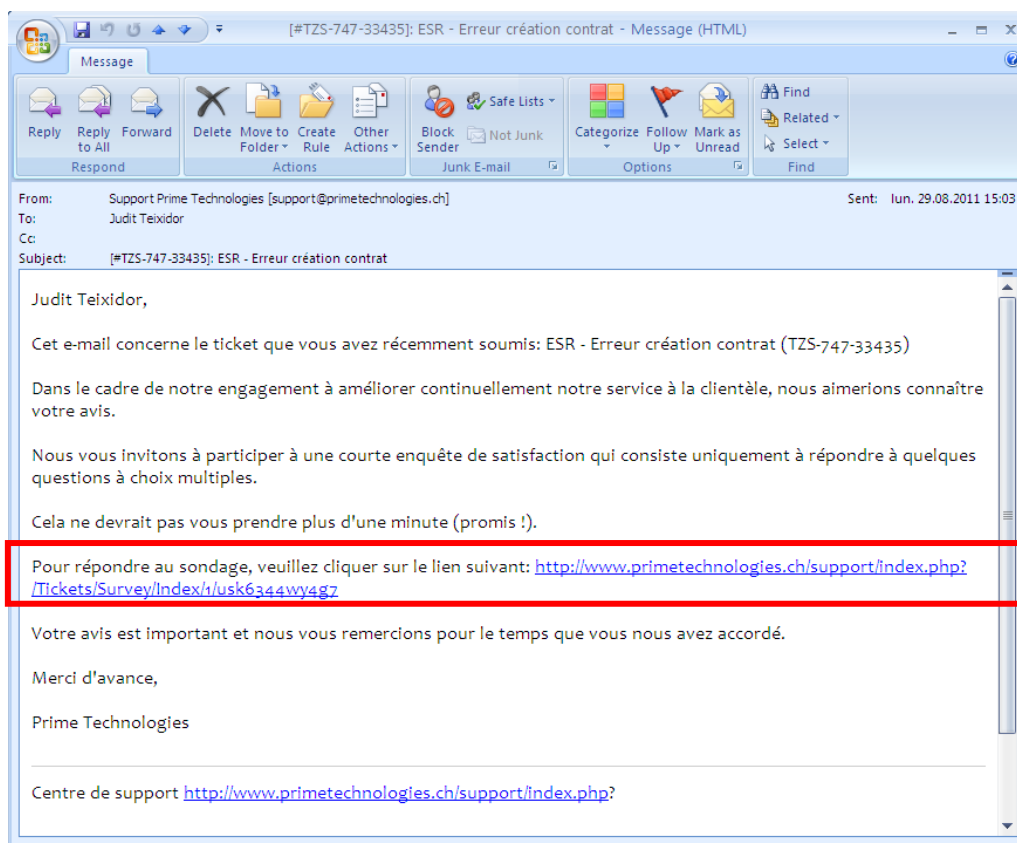 [#TZS-747-33435]: ESR - Erreur création contrat - Message (HTML)
Message
Reply
Reply to All
Forward
Delete
Move to Folder
Create Rule
Other Actions
Block Sender
Safe Lists
Not Junk
Categorize
Follow Up
Mark as Unread
Find
Related
Select
Respond
Actions
Junk E-mail
Options
Find
From: Support Prime Technologies [support@primetechnologies.ch] Sent: lun. 29.08.2011 15:03
To: Judit Teixidor
Cc:
Subject: [#TZS-747-33435]: ESR - Erreur création contrat
Judit Teixidor,
Cet e-mail concerne le ticket que vous avez récemment soumis: ESR - Erreur création contrat (TZS-747-33435)
Dans le cadre de notre engagement à améliorer continuellement notre service à la clientèle, nous aimerions connaître
votre avis.
Nous vous invitons à participer à une courte enquête de satisfaction qui consiste uniquement à répondre à quelques
questions à choix multiples.
Cela ne devrait pas vous prendre plus d'une minute (promis !).
Pour répondre au sondage, veuillez cliquer sur le lien suivant: http://www.primetechnologies.ch/support/index.php?
/Tickets/Survey/Index/1/usk6344wy4g7
Votre avis est important et nous vous remercions pour le temps que vous nous avez accordé.
Merci d'avance,
Prime Technologies
Centre de support http://www.primetechnologies.ch/support/index.php?